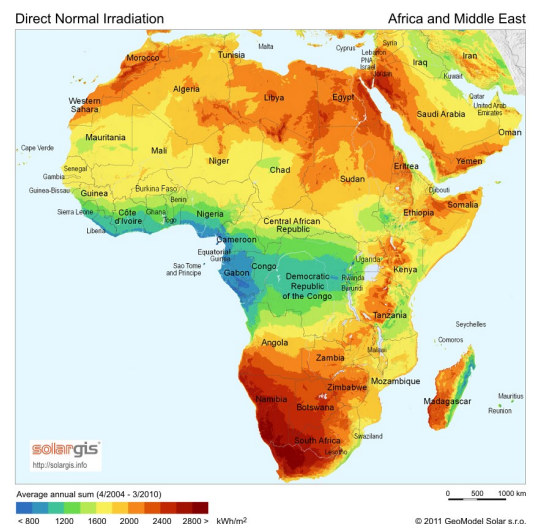 Direct Normal Irradiation
Africa and Middle East
Malta
Cyprus
Syria
Lebanon
PNA
Israel
Jordan
Iraq
Iran
Kuwait
Morocco
Tunisia
Algeria
Libya
Egypt
Qatar
United Arab
Emirates
Saudi Arabia
Oman
Western
Sahara
Cape Verde
Mauritania
Mali
Niger
Chad
Sudan
Eritrea
Yemen
Senegal
Gambia
Guinea-Bissau
Guinea
Burkina Faso
Benin
Djibouti
Somalia
Ethiopia
Sierra Leone
Côte
d'Ivoire
Ghana
Togo
Nigeria
Liberia
Central African
Republic
Cameroon
Equatorial
Guinea
Sao Tome
and Principe
Gabon
Congo
Democratic
Republic
of the Congo
Uganda
Rwanda
Burundi
Kenya
Tanzania
Seychelles
Comoros
Angola
Zambia
Malawi
Mozambique
Zimbabwe
Namibia
Botswana
Madagascar
Mauritius
Reunion
Swaziland
South Africa
Lesotho
solargis
http://solargis.info
Average annual sum (4/2004 - 3/2010)
0 500 1000 km
< 800 1200 1600 2000 2400 2800 > kWh/m²
© 2011 GeoModel Solar s.r.o.